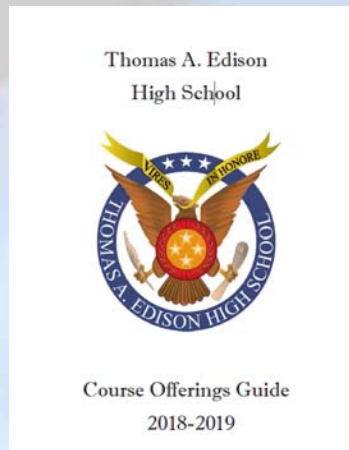 Thomas A. Edison
High School
VIRES IN HONORE
THOMAS A. EDISON HIGH SCHOOL
Course Offerings Guide
2018-2019